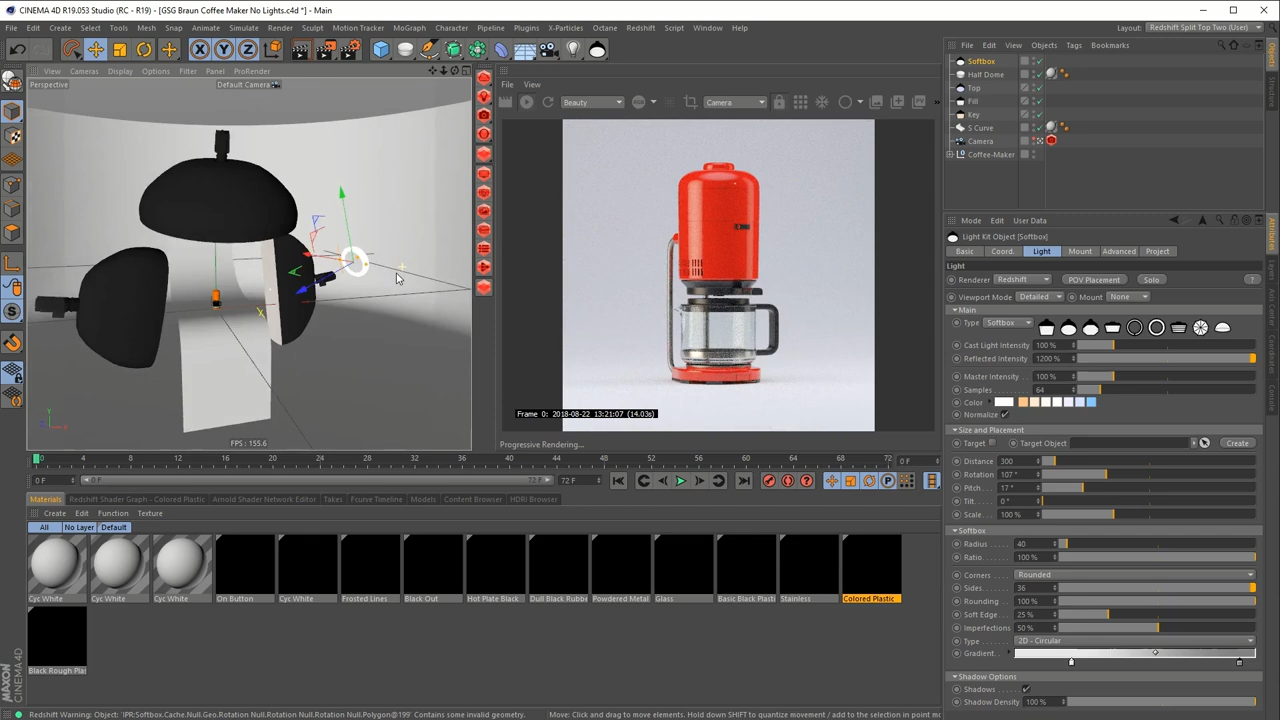 CINEMA 4D R19.053 Studio (RC - R19) - [GSG Braun Coffee Maker No Lights.c4d *] - Main
File Edit Create Select Tools Mesh Snap Animate Simulate Render Sculpt Motion Tracker MoGraph Character Pipeline Plugins X-Particles Octane Redshift Script Window Help Layout: Redshift Split Top Two (User)
X Y Z
File Edit View Objects Tags Bookmarks
View Cameras Display Options Filter Panel ProRender
Perspective Default Camera
File View
Beauty Camera
Softbox
Half Dome
Top
Fill
Key
S Curve
Camera
Coffee-Maker
Mode Edit User Data
Light Kit Object [Softbox]
Basic Coord. Light Mount Advanced Project
Light
Renderer Redshift POV Placement Solo ?
Viewport Mode Detailed Mount None
Main
Type Softbox
Cast Light Intensity 100 %
Reflected Intensity 1200 %
Master Intensity 100 %
Samples 64
Color
Normalize
Size and Placement
Target Target Object Create
Distance 300
Rotation 107 °
Pitch 17 °
Tilt 0 °
Scale 100 %
Softbox
Radius 40
Ratio 100 %
Corners Rounded
Sides 36
Rounding 100 %
Soft Edge 25 %
Imperfections 50 %
Type 2D - Circular
Gradient
Shadow Options
Shadows
Shadow Density 100 %
Y
X
Frame 0: 2018-08-22 13:21:07 (14.03s)
FPS : 155.6
Progressive Rendering...
0 4 8 12 16 20 24 28 32 36 40 44 48 52 56 60 64 68 72 0 F
0 F 0 F 72 F 72 F
Materials Redshift Shader Graph - Colored Plastic Arnold Shader Network Editor Takes Fcurve Timeline Models Content Browser HDRI Browser
Create Edit Function Texture
All No Layer Default
Cyc White Cyc White Cyc White On Button Cyc White Frosted Lines Black Out Hot Plate Black Dull Black Rubbe Powdered Metal Glass Basic Black Plasti Stainless Colored Plastic
Black Rough Plas
MAXON CINEMA 4D
Redshift Warning: Object: 'IPR:Softbox.Cache.Null.Geo.Rotation Null.Rotation Null.Rotation Null.Polygon@199' Contains some invalid geometry. Move: Click and drag to move elements. Hold down SHIFT to quantize movement / add to the selection in point mo